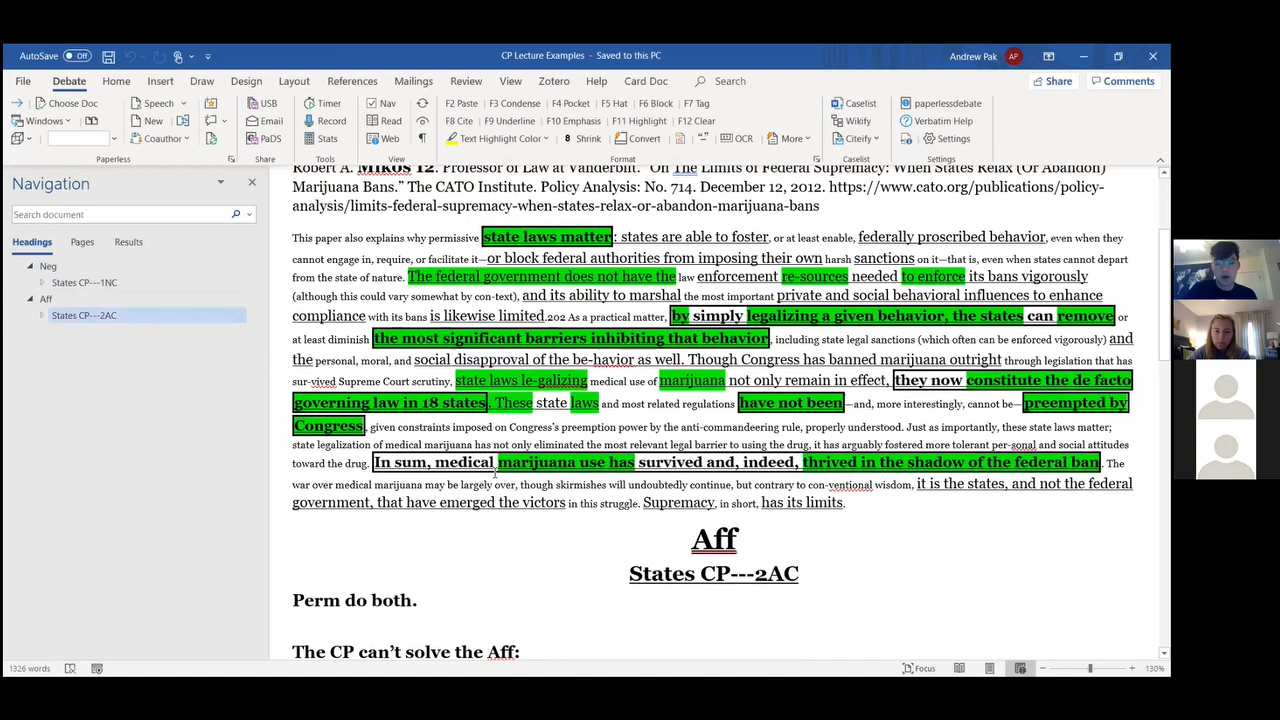 AutoSave Off CP Lecture Examples - Saved to this PC Andrew Pak AP
File Debate Home Insert Draw Design Layout References Mailings Review View Zotero Help Card Doc Search Share Comments
Choose Doc Speech USB Timer Nav F2 Paste F3 Condense F4 Pocket F5 Hat F6 Block F7 Tag Caselist paperlessdebate
Windows New Email Record Read F8 Cite F9 Underline F10 Emphasis F11 Highlight F12 Clear Wikify Verbatim Help
Coauthor PaDS Stats Web Text Highlight Color 8 Shrink Convert OCR More Citeify Settings
Paperless Share Tools View Format Caselist Settings
Navigation
Search document
Headings Pages Results
Neg
States CP---1NC
Aff
States CP---2AC
Robert A. Mikos 12. Professor of Law at Vanderbilt. "On The Limits of Federal Supremacy: When States Relax (Or Abandon)
Marijuana Bans." The CATO Institute. Policy Analysis: No. 714. December 12, 2012. https://www.cato.org/publications/policy-
analysis/limits-federal-supremacy-when-states-relax-or-abandon-marijuana-bans
This paper also explains why permissive state laws matter: states are able to foster, or at least enable, federally proscribed behavior, even when they
cannot engage in, require, or facilitate it—or block federal authorities from imposing their own harsh sanctions on it—that is, even when states cannot depart
from the state of nature. The federal government does not have the law enforcement re-sources needed to enforce its bans vigorously
(although this could vary somewhat by con-text), and its ability to marshal the most important private and social behavioral influences to enhance
compliance with its bans is likewise limited.202 As a practical matter, by simply legalizing a given behavior, the states can remove or
at least diminish the most significant barriers inhibiting that behavior, including state legal sanctions (which often can be enforced vigorously) and
the personal, moral, and social disapproval of the be-havior as well. Though Congress has banned marijuana outright through legislation that has
sur-vived Supreme Court scrutiny, state laws le-galizing medical use of marijuana not only remain in effect, they now constitute the de facto
governing law in 18 states. These state laws and most related regulations have not been—and, more interestingly, cannot be—preempted by
Congress, given constraints imposed on Congress's preemption power by the anti-commandeering rule, properly understood. Just as importantly, these state laws matter;
state legalization of medical marijuana has not only eliminated the most relevant legal barrier to using the drug, it has arguably fostered more tolerant per-sonal and social attitudes
toward the drug. In sum, medical marijuana use has survived and, indeed, thrived in the shadow of the federal ban. The
war over medical marijuana may be largely over, though skirmishes will undoubtedly continue, but contrary to con-ventional wisdom, it is the states, and not the federal
government, that have emerged the victors in this struggle. Supremacy, in short, has its limits.
Aff
States CP---2AC
Perm do both.
The CP can't solve the Aff:
1326 words Focus 130%